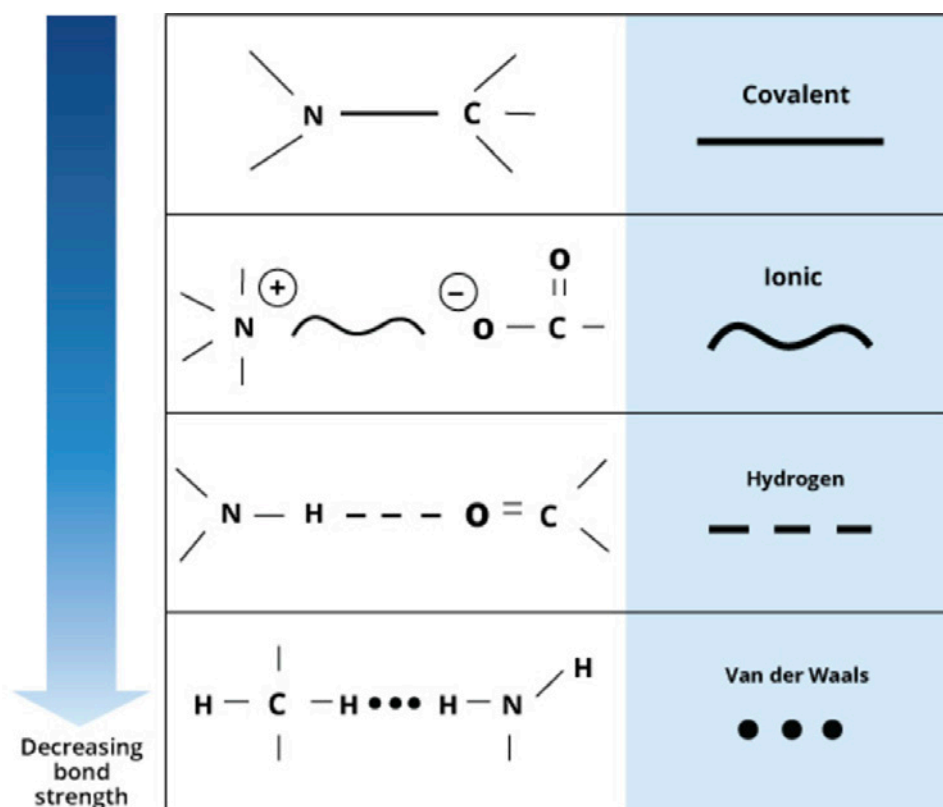 N C
Covalent
O
+ − Ionic
N O C
Hydrogen
N H O C
H
Van der Waals
H C H H N
Decreasing
bond
strength